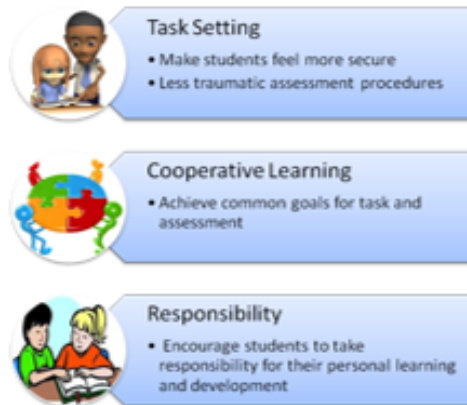 Task Setting
• Make students feel more secure
• Less traumatic assessment procedures
Cooperative Learning
• Achieve common goals for task and
assessment
Responsibility
• Encourage students to take
responsibility for their personal learning
and development